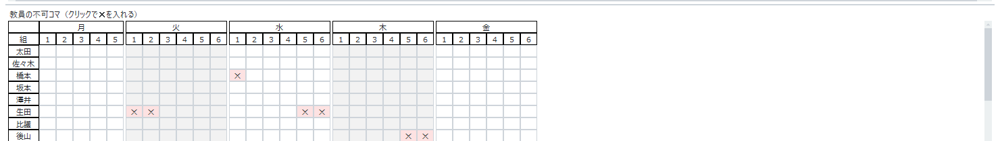 教員の不可コマ（クリックで×を入れる）
月 火 水 木 金
組 1 2 3 4 5 1 2 3 4 5 6 1 2 3 4 5 6 1 2 3 4 5 6 1 2 3 4 5 6
太田
佐々木
橋本 ×
坂本
澤井
生田 × × × ×
比護
後山 × ×